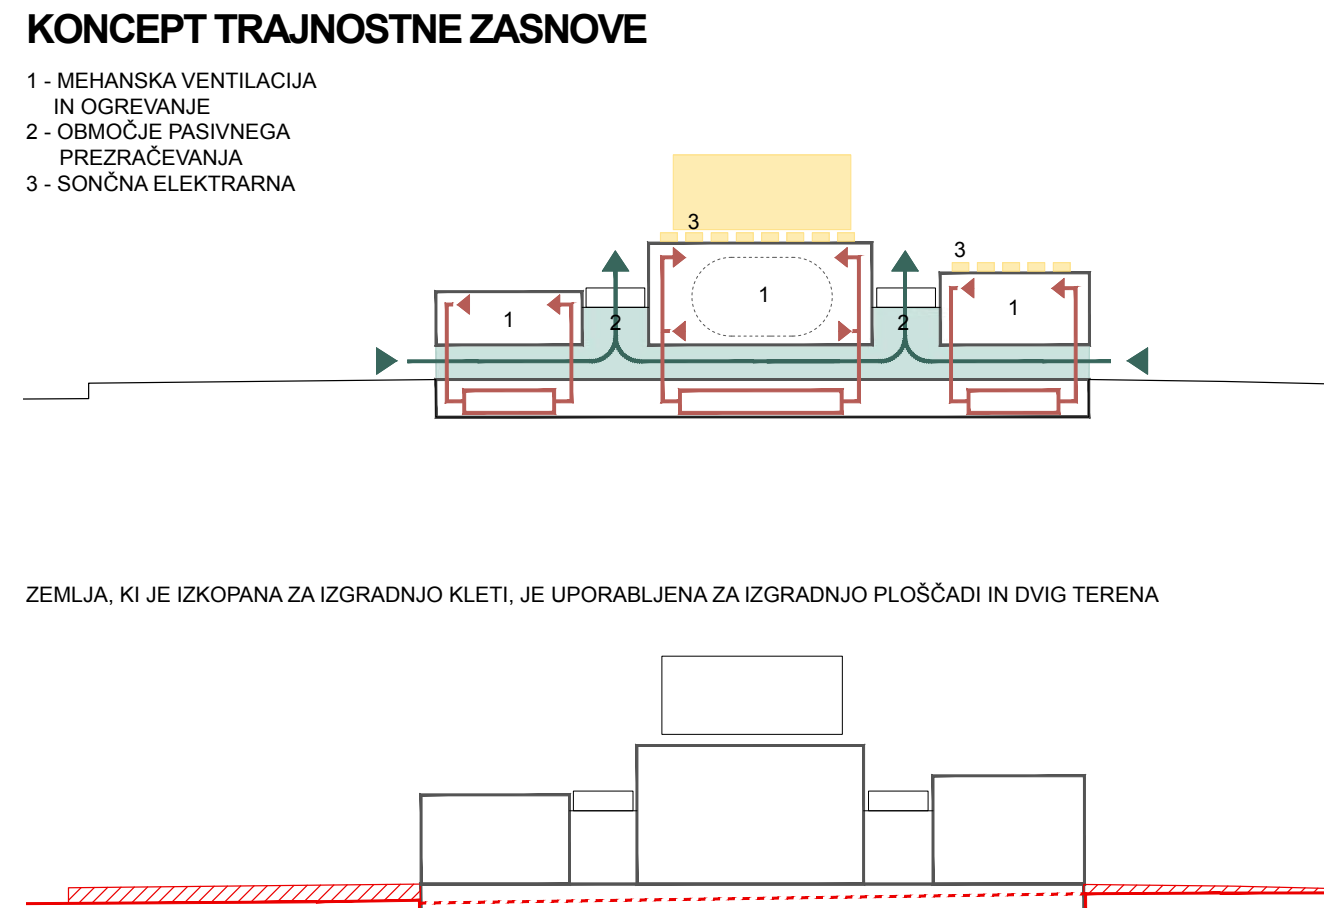 KONCEPT TRAJNOSTNE ZASNOVE
1 - MEHANSKA VENTILACIJA
IN OGREVANJE
2 - OBMOČJE PASIVNEGA
PREZRAČEVANJA
3 - SONČNA ELEKTRARNA
3
3
1
1
1
2
2
ZEMLJA, KI JE IZKOPANA ZA IZGRADNJO KLETI, JE UPORABLJENA ZA IZGRADNJO PLOŠČADI IN DVIG TERENA